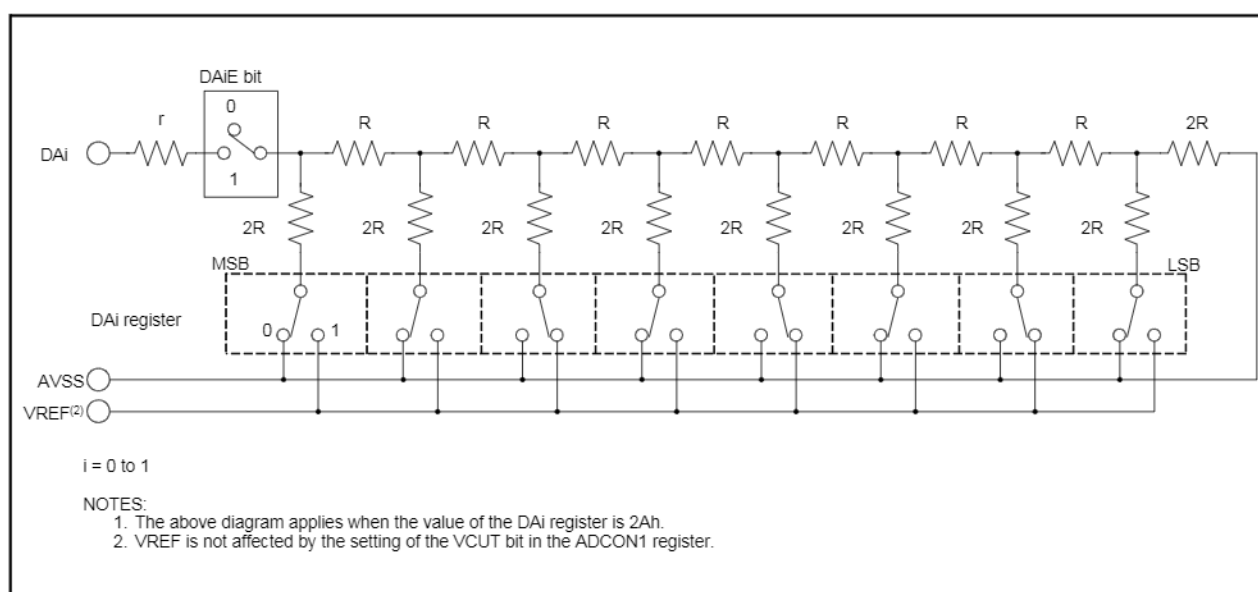 DAiE bit
0
r
R R R R R R R 2R
DAi
1
2R 2R 2R 2R 2R 2R 2R 2R
MSB
LSB
DAi register
0 1
AVSS
VREF(2)
i = 0 to 1
NOTES:
1. The above diagram applies when the value of the DAi register is 2Ah.
2. VREF is not affected by the setting of the VCUT bit in the ADCON1 register.